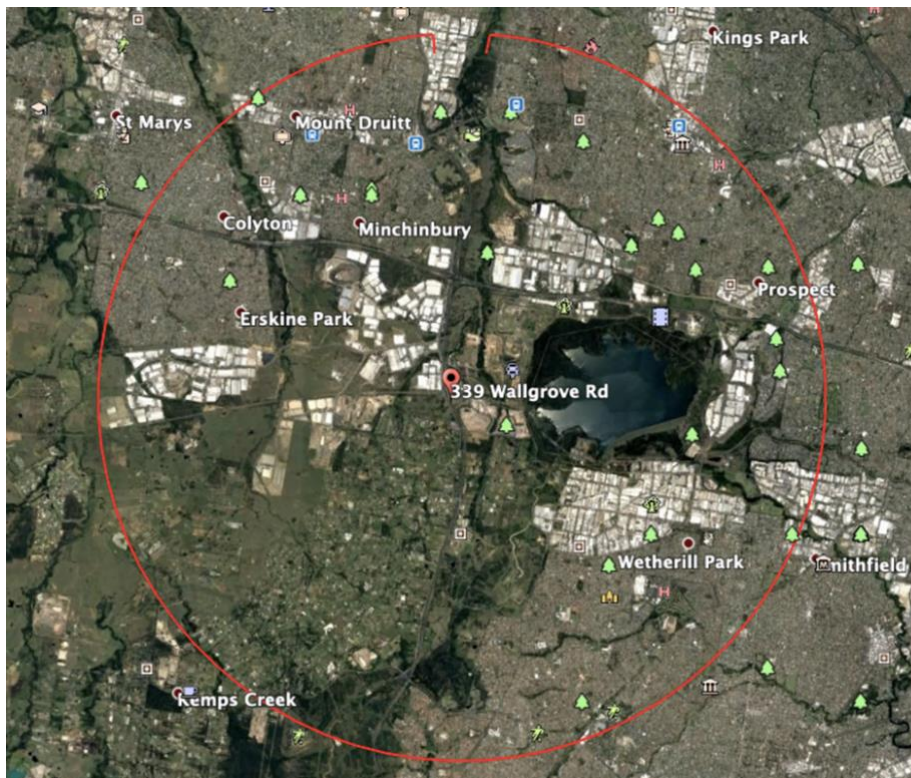 Kings Park
St Marys
Mount Druitt
Colyton
Minchinbury
Prospect
Erskine Park
339 Wallgrove Rd
Wetherill Park
Smithfield
Kemps Creek